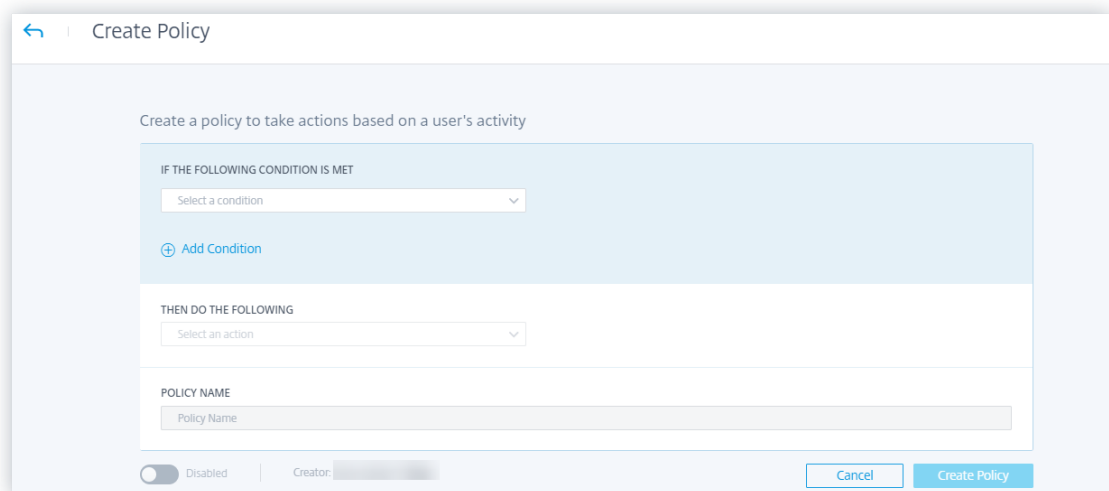 Create Policy
Create a policy to take actions based on a user's activity
IF THE FOLLOWING CONDITION IS MET
Select a condition
Add Condition
THEN DO THE FOLLOWING
Select an action
POLICY NAME
Policy Name
Disabled
Creator:
Cancel
Create Policy